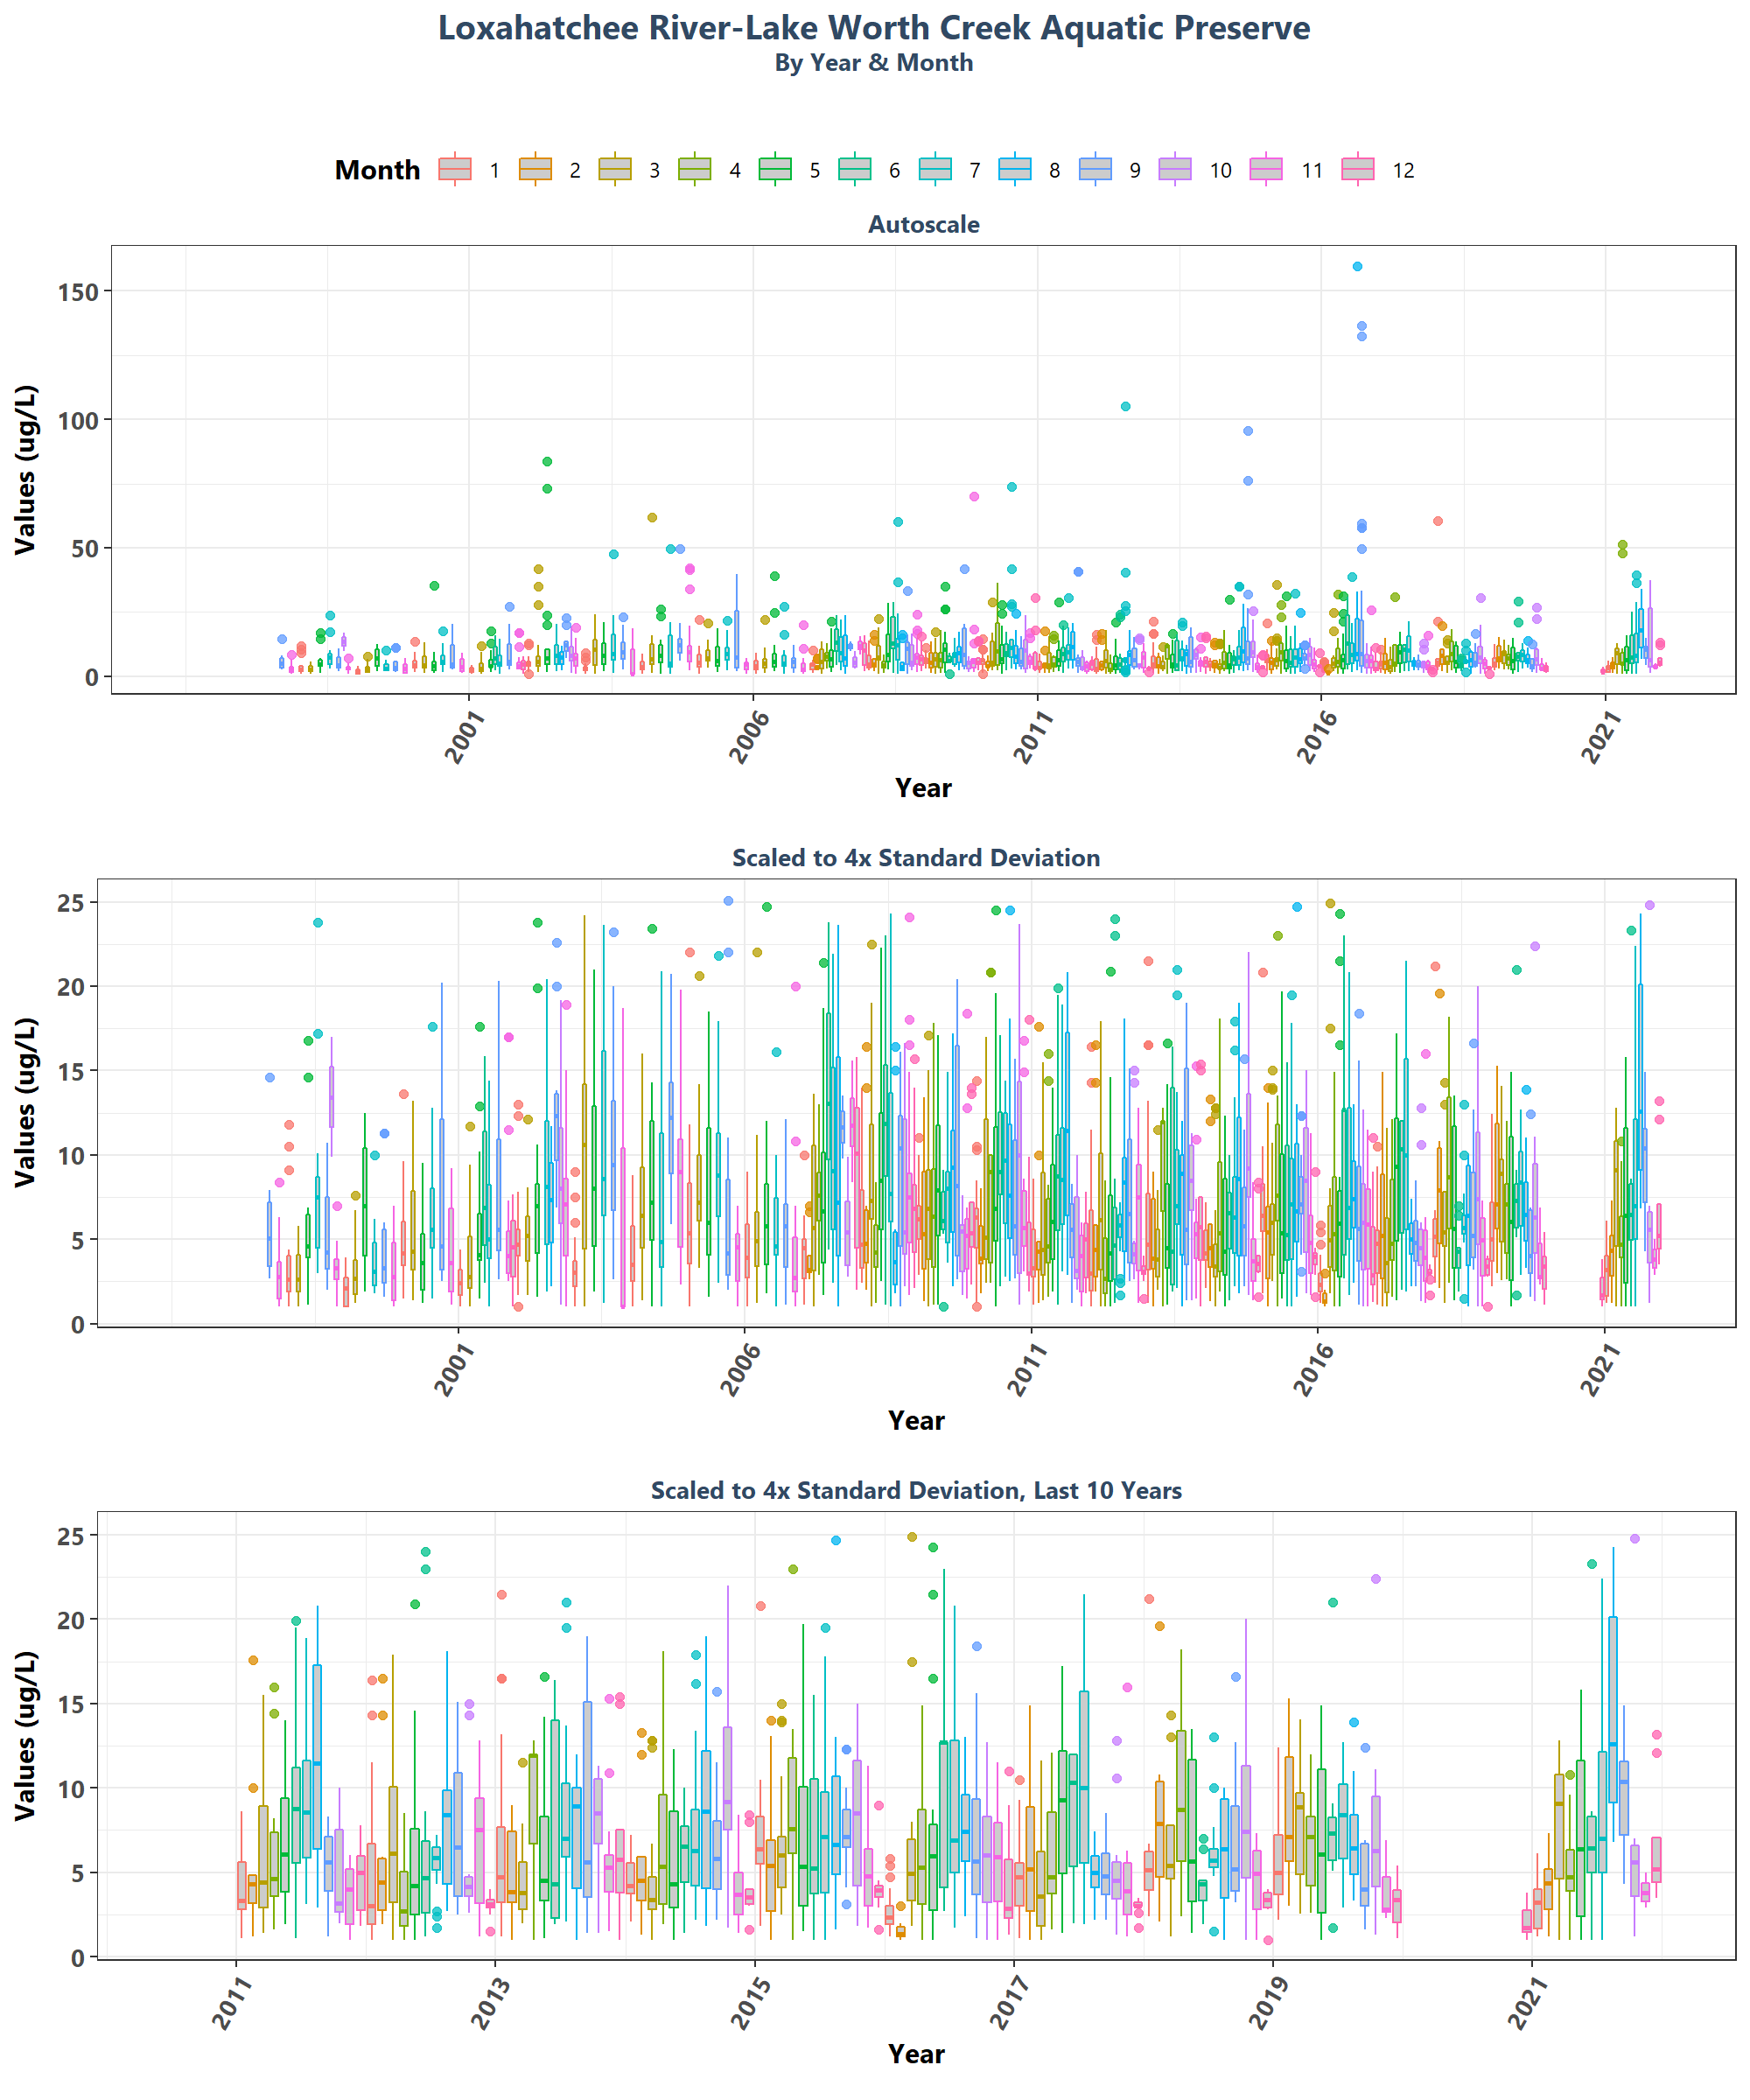 Loxahatchee River-Lake Worth Creek Aquatic Preserve
By Year & Month
Month 1 2 3 4 5 6 7 8 9 10 11 12
Autoscale
Values (ug/L)
150
100
50
0
2001 2006 2011 2016 2021
Year
Scaled to 4x Standard Deviation
Values (ug/L)
25
20
15
10
5
0
2001 2006 2011 2016 2021
Year
Scaled to 4x Standard Deviation, Last 10 Years
Values (ug/L)
25
20
15
10
5
0
2011 2013 2015 2017 2019 2021
Year